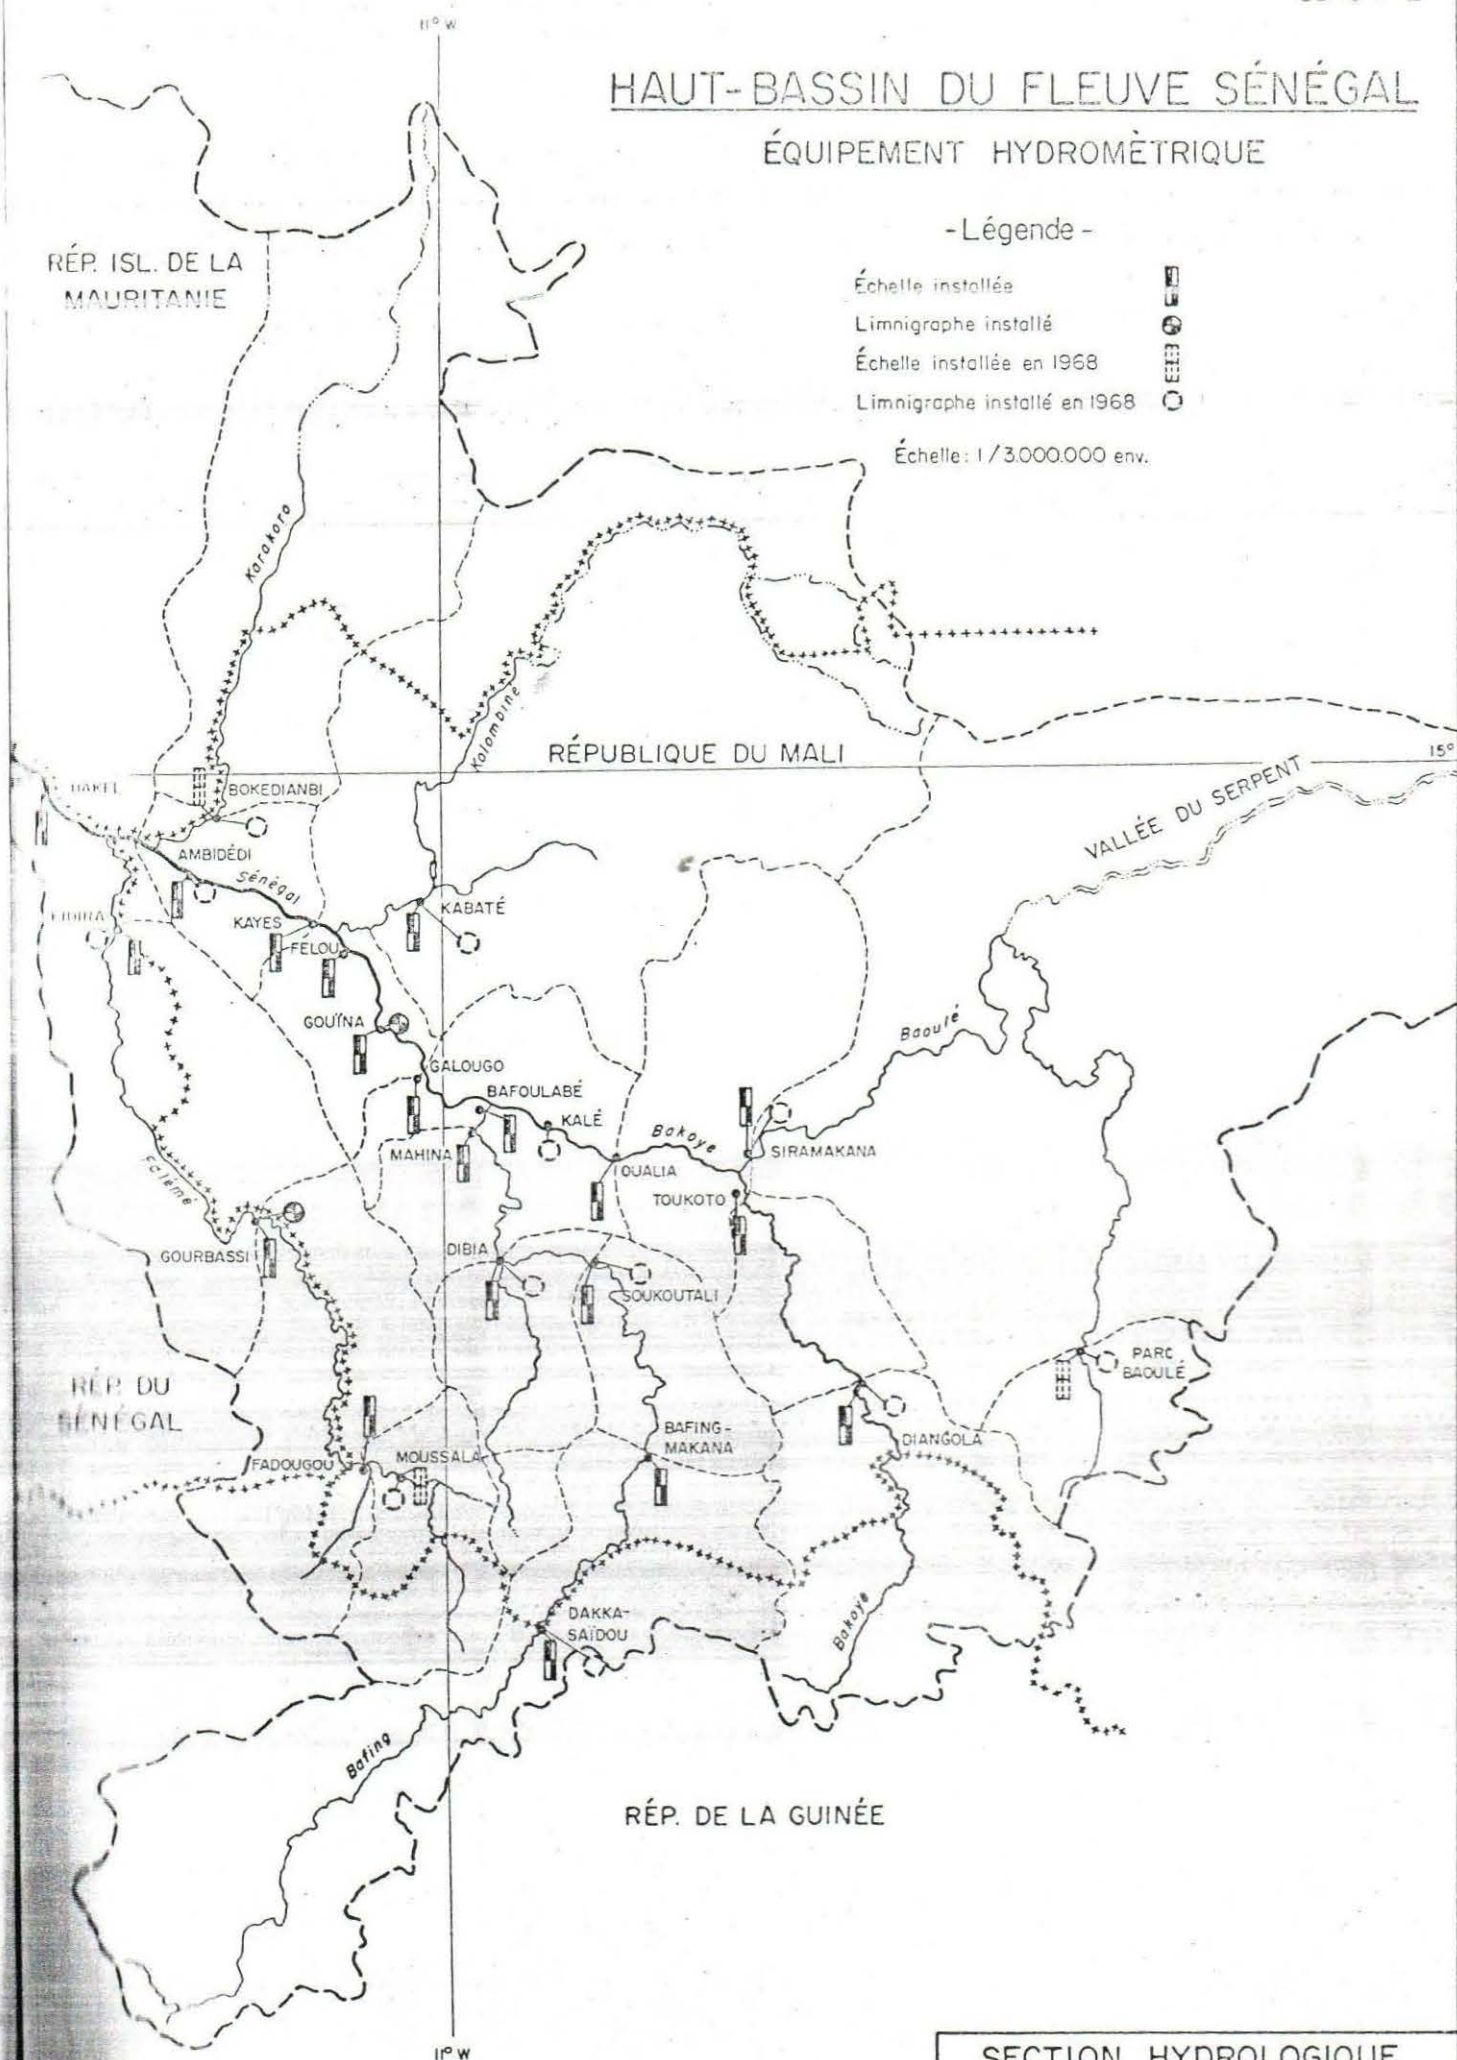 11° W
HAUT-BASSIN DU FLEUVE SÉNÉGAL
ÉQUIPEMENT HYDROMÈTRIQUE
-Légende-
RÉP. ISL. DE LA
MAURITANIE
Échelle installée
Limnigraphe installé
Échelle installée en 1968
Limnigraphe installé en 1968
Échelle: 1/3.000.000 env.
Karakoro
Kolombine
RÉPUBLIQUE DU MALI
15°
VALLÉE DU SERPENT
BAKEL
BOKEDIANBI
AMBIDÉDI
Sénégal
KABATÉ
KAYES
FÉLOU
GOUÏNA
Baoulé
GALOUGO
BAFOULABÉ
KALÉ
Bakoye
MAHINA
OUALIA
SIRAMAKANA
Falémé
TOUKOTO
GOURBASSI
DIBIA
SOUKOUTALI
PARC
BAOULÉ
RÉP. DU
SÉNÉGAL
BAFING-
MAKANA
DIANGOLA
FADOUGOU
MOUSSALA
DAKKA-
SAÏDOU
Bakoye
Bafing
RÉP. DE LA GUINÉE
11° W
SECTION HYDROLOGIQUE